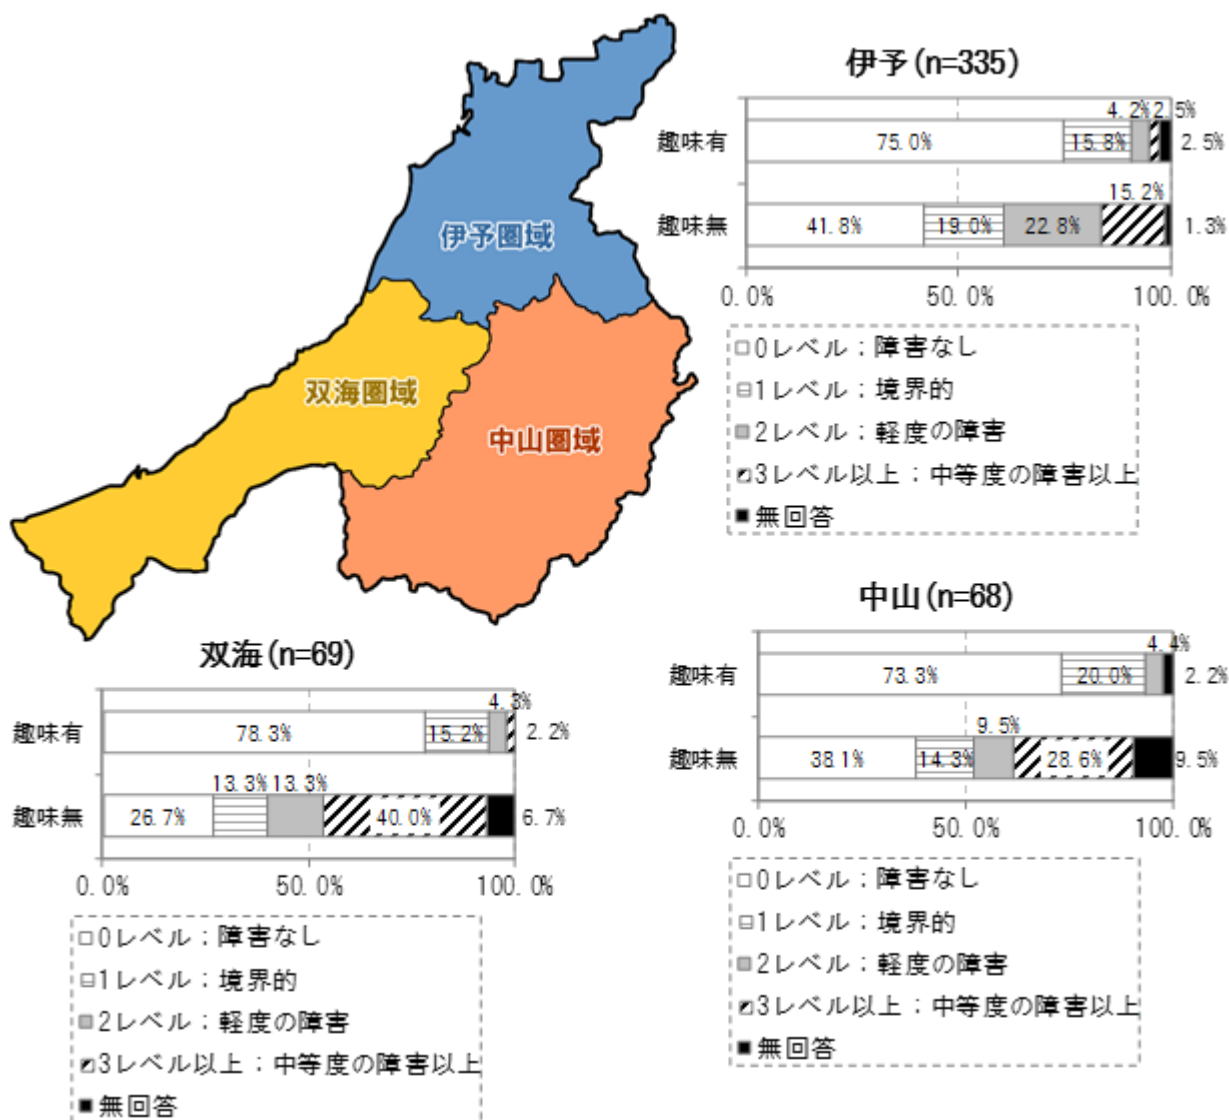 伊予(n=335)
4.2% 2.5%
趣味有 75.0% 15.8% 2.5%
15.2%
趣味無 41.8% 19.0% 22.8% 1.3%
0.0% 50.0% 100.0%
□0レベル：障害なし
1レベル：境界的
■2レベル：軽度の障害
3レベル以上：中等度の障害以上
■無回答
伊予圏域
双海圏域
中山圏域
双海(n=69)
4.3%
趣味有 78.3% 15.2% 2.2%
13.3% 13.3%
趣味無 26.7% 40.0% 6.7%
0.0% 50.0% 100.0%
□0レベル：障害なし
1レベル：境界的
■2レベル：軽度の障害
3レベル以上：中等度の障害以上
■無回答
中山(n=68)
4.4%
趣味有 73.3% 20.0% 2.2%
9.5%
趣味無 38.1% 14.3% 28.6% 9.5%
0.0% 50.0% 100.0%
□0レベル：障害なし
1レベル：境界的
■2レベル：軽度の障害
3レベル以上：中等度の障害以上
■無回答